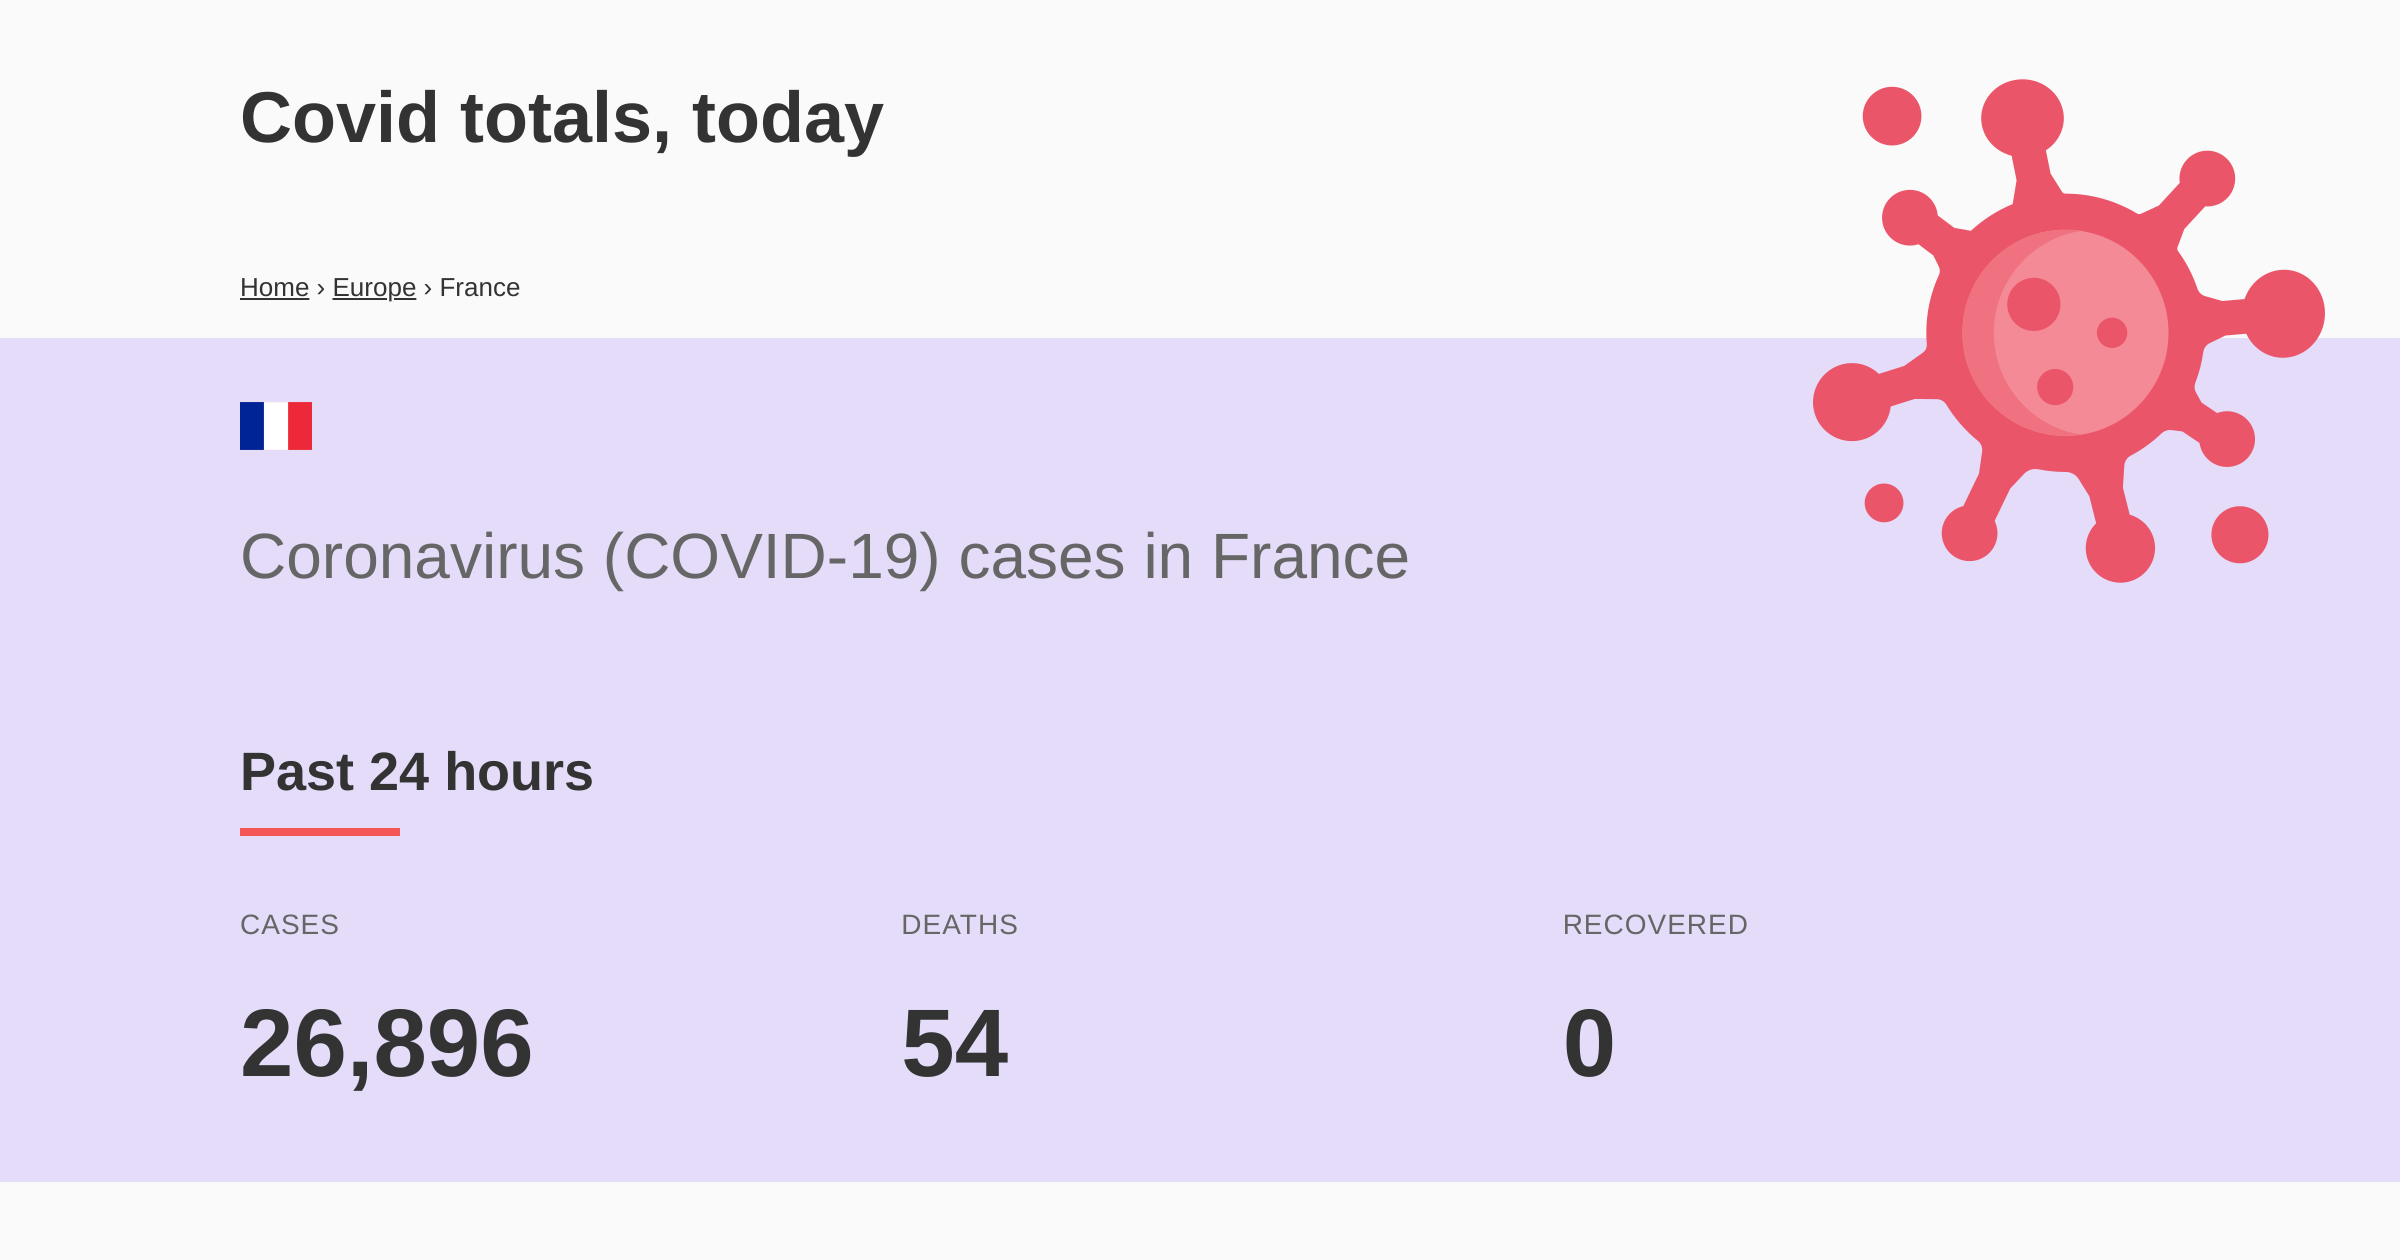 Covid totals, today
Home › Europe › France
Coronavirus (COVID-19) cases in France
Past 24 hours
CASES DEATHS RECOVERED
26,896 54 0